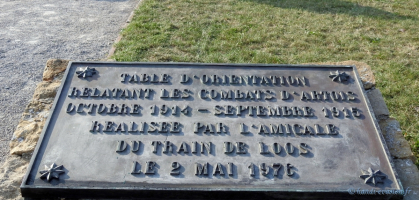 TABLE D'ORIENTATION
RELATANT LES COMBATS D'ARTOIS
OCTOBRE 1914 - SEPTEMBRE 1915
REALISEE PAR L'AMICALE
DU TRAIN DE LOOS
LE 2 MAI 1976